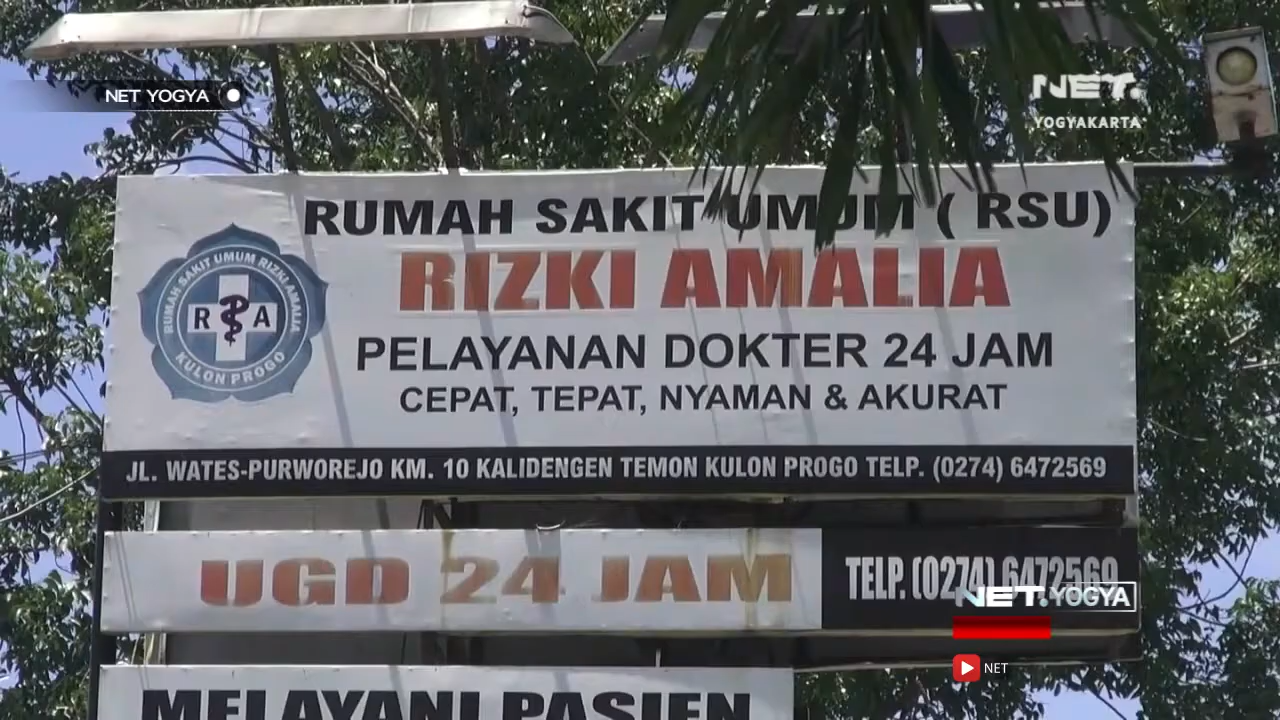 NET YOGYA
NET.
YOGYAKARTA
RUMAH SAKIT UMUM ( RSU)
RIZKI AMALIA
PELAYANAN DOKTER 24 JAM
CEPAT, TEPAT, NYAMAN & AKURAT
RUMAH SAKIT UMUM RIZKI AMALIA
R A
KULON PROGO
JL. WATES-PURWOREJO KM. 10 KALIDENGEN TEMON KULON PROGO TELP. (0274) 6472569
UGD 24 JAM
TELP. (0274) 6472569
NET. YOGYA
NET
MELAYANI PASIEN